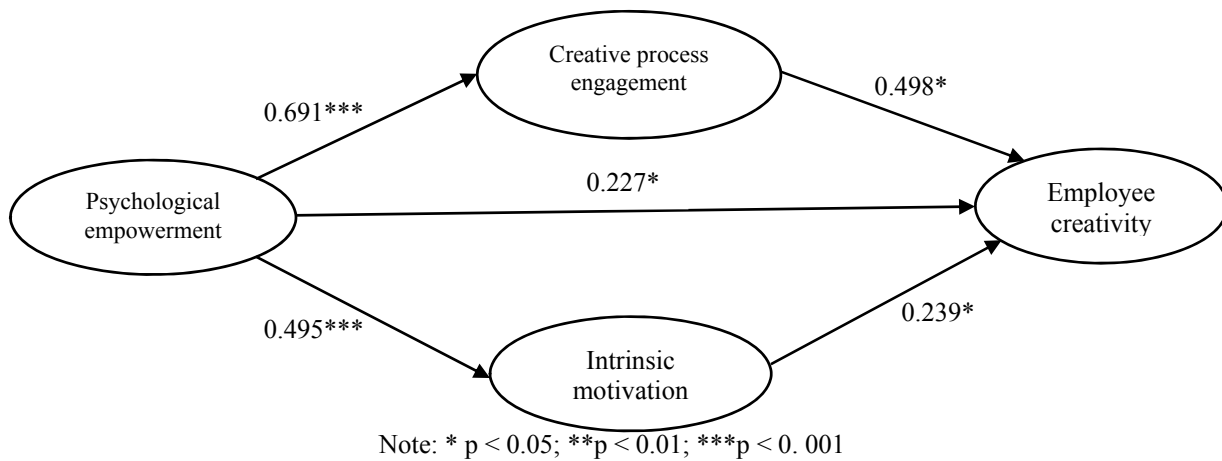 Creative process
engagement
0.691***
0.498*
0.227*
Psychological
empowerment
Employee
creativity
0.495***
0.239*
Intrinsic
motivation
Note: * p < 0.05; **p < 0.01; ***p < 0. 001